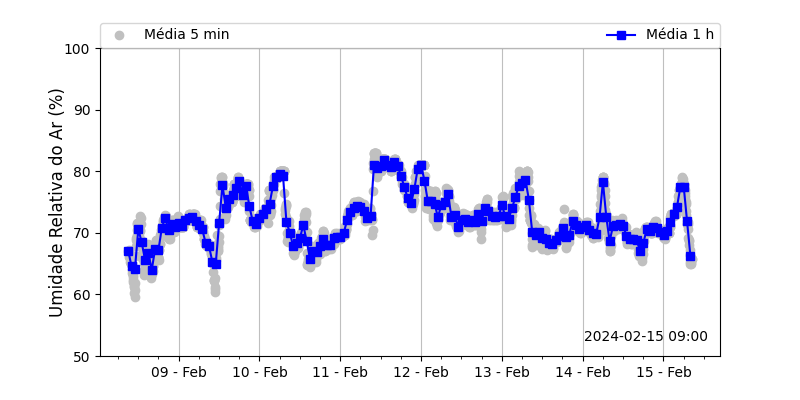 Média 5 min
Média 1 h
Umidade Relativa do Ar (%)
100
90
80
70
60
50
2024-02-15 09:00
09 - Feb
10 - Feb
11 - Feb
12 - Feb
13 - Feb
14 - Feb
15 - Feb